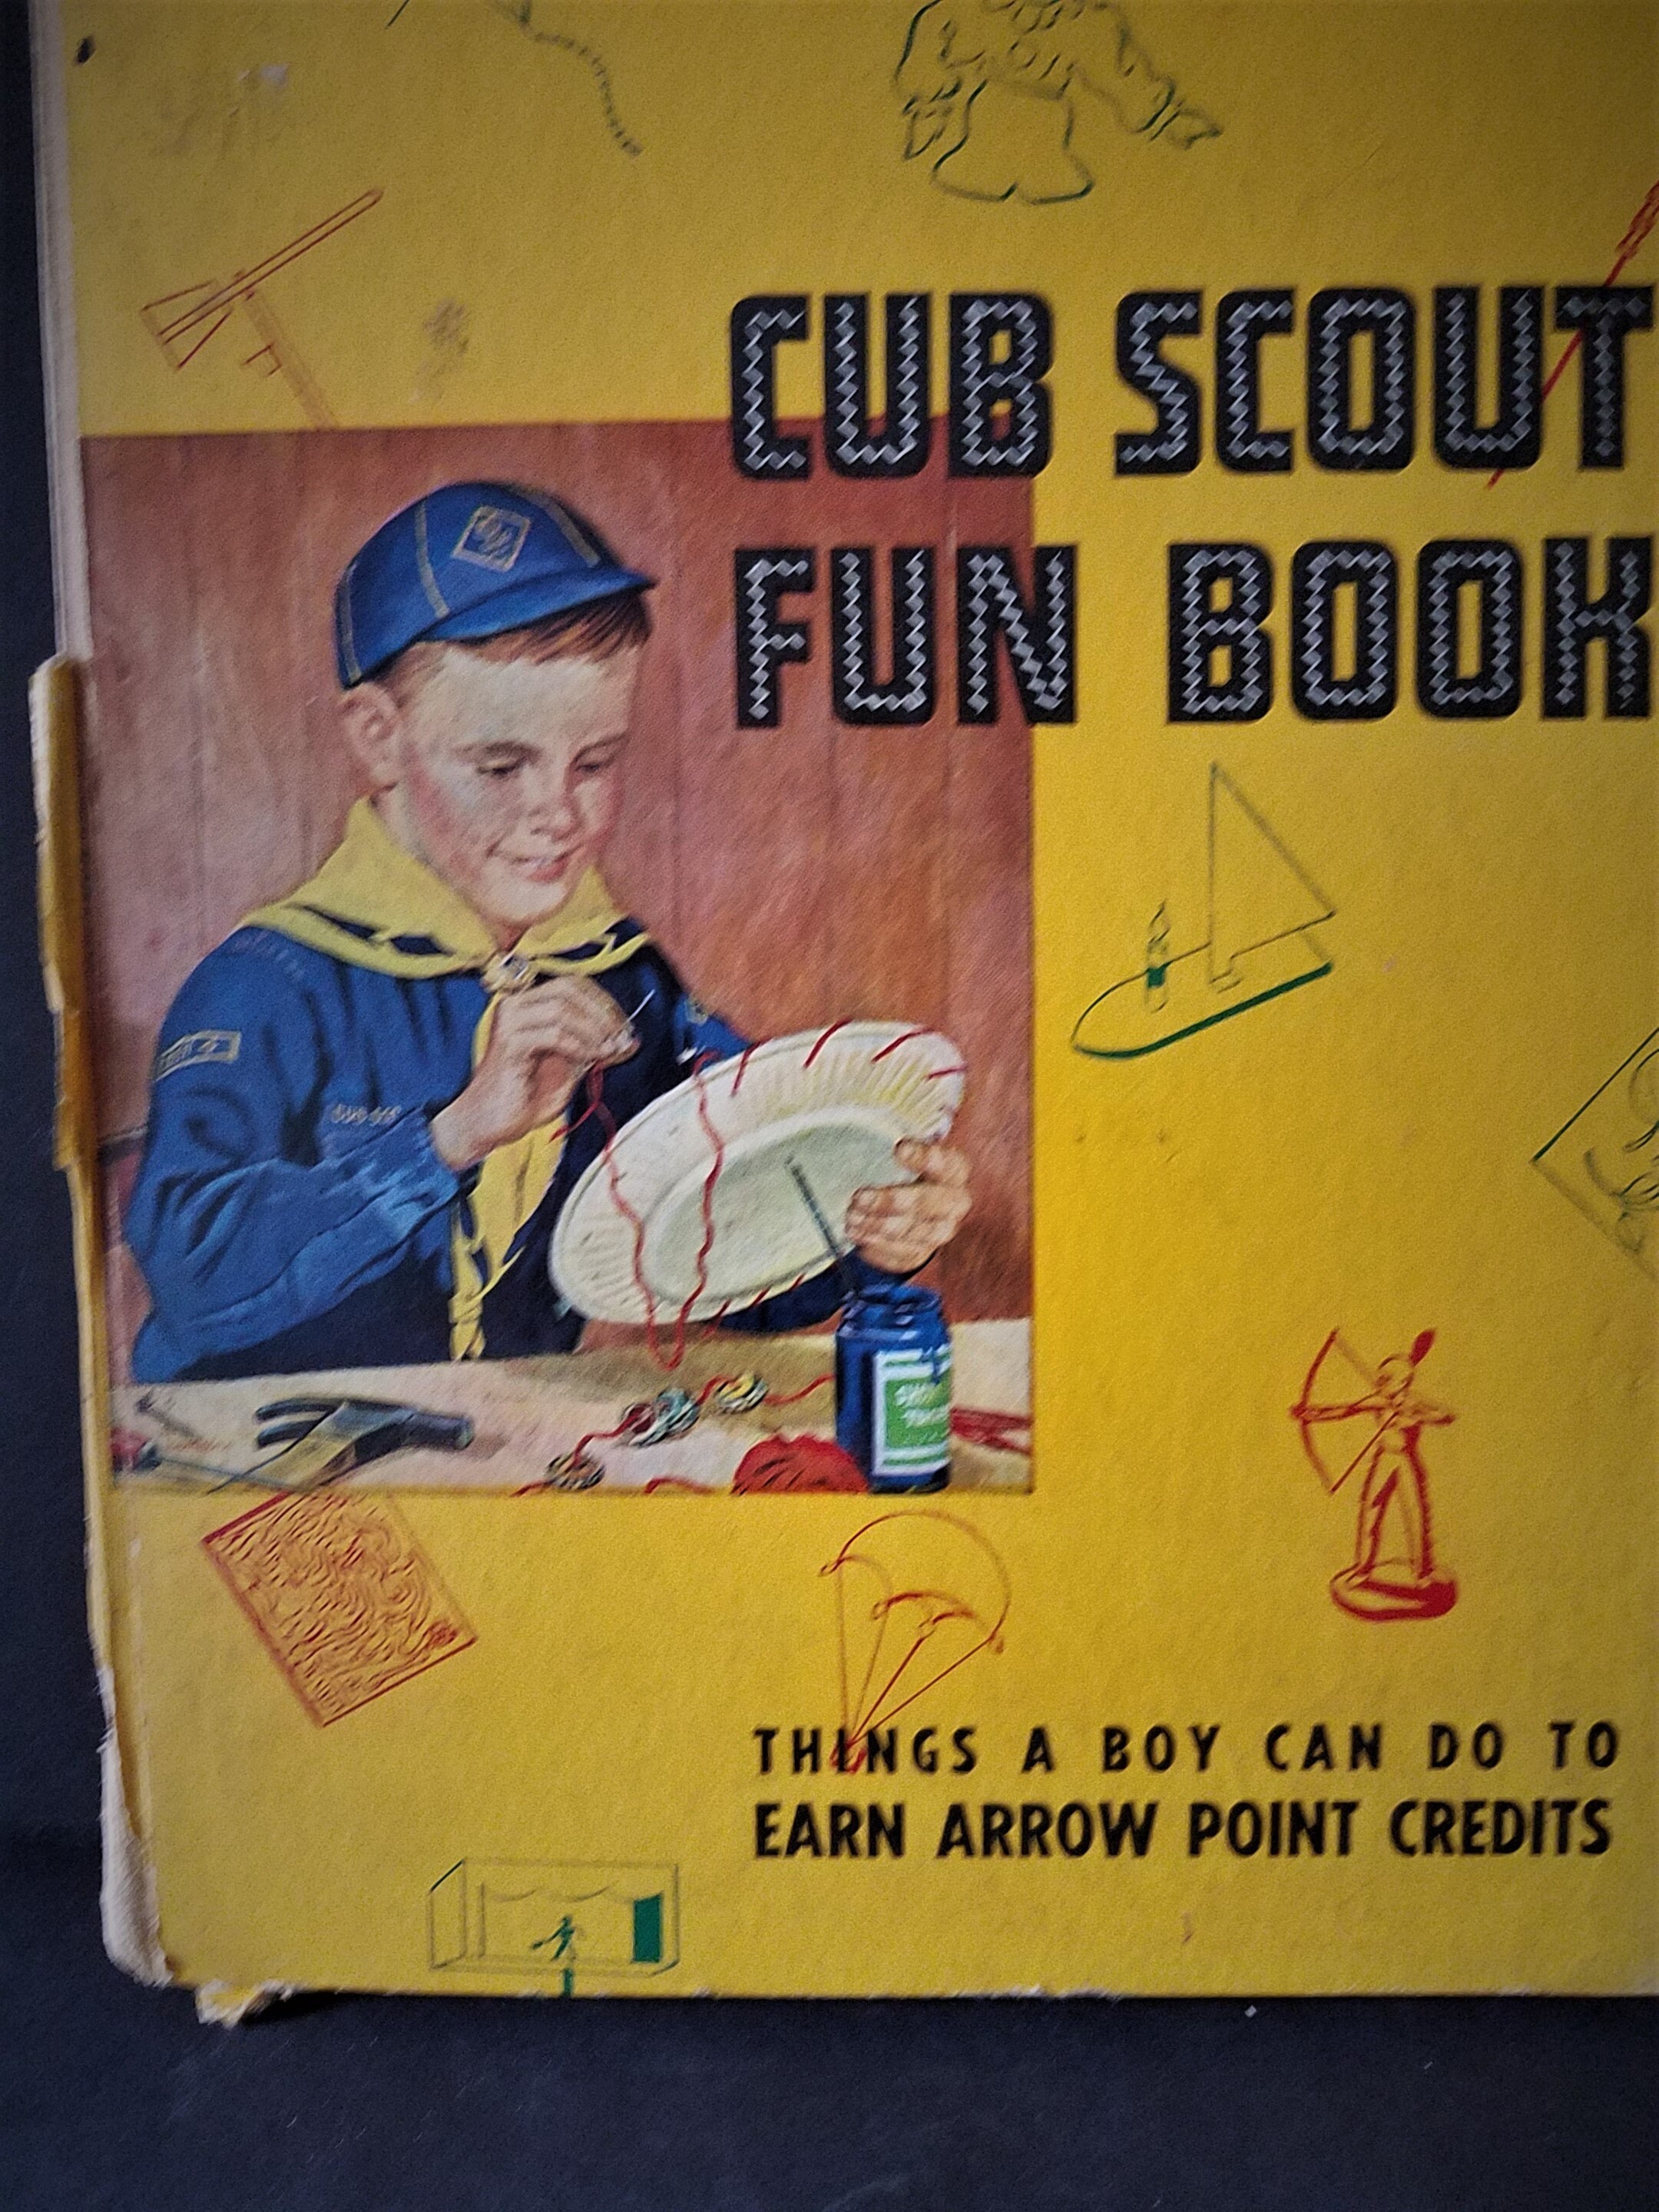 CUB SCOUT
FUN BOOK
THINGS A BOY CAN DO TO
EARN ARROW POINT CREDITS